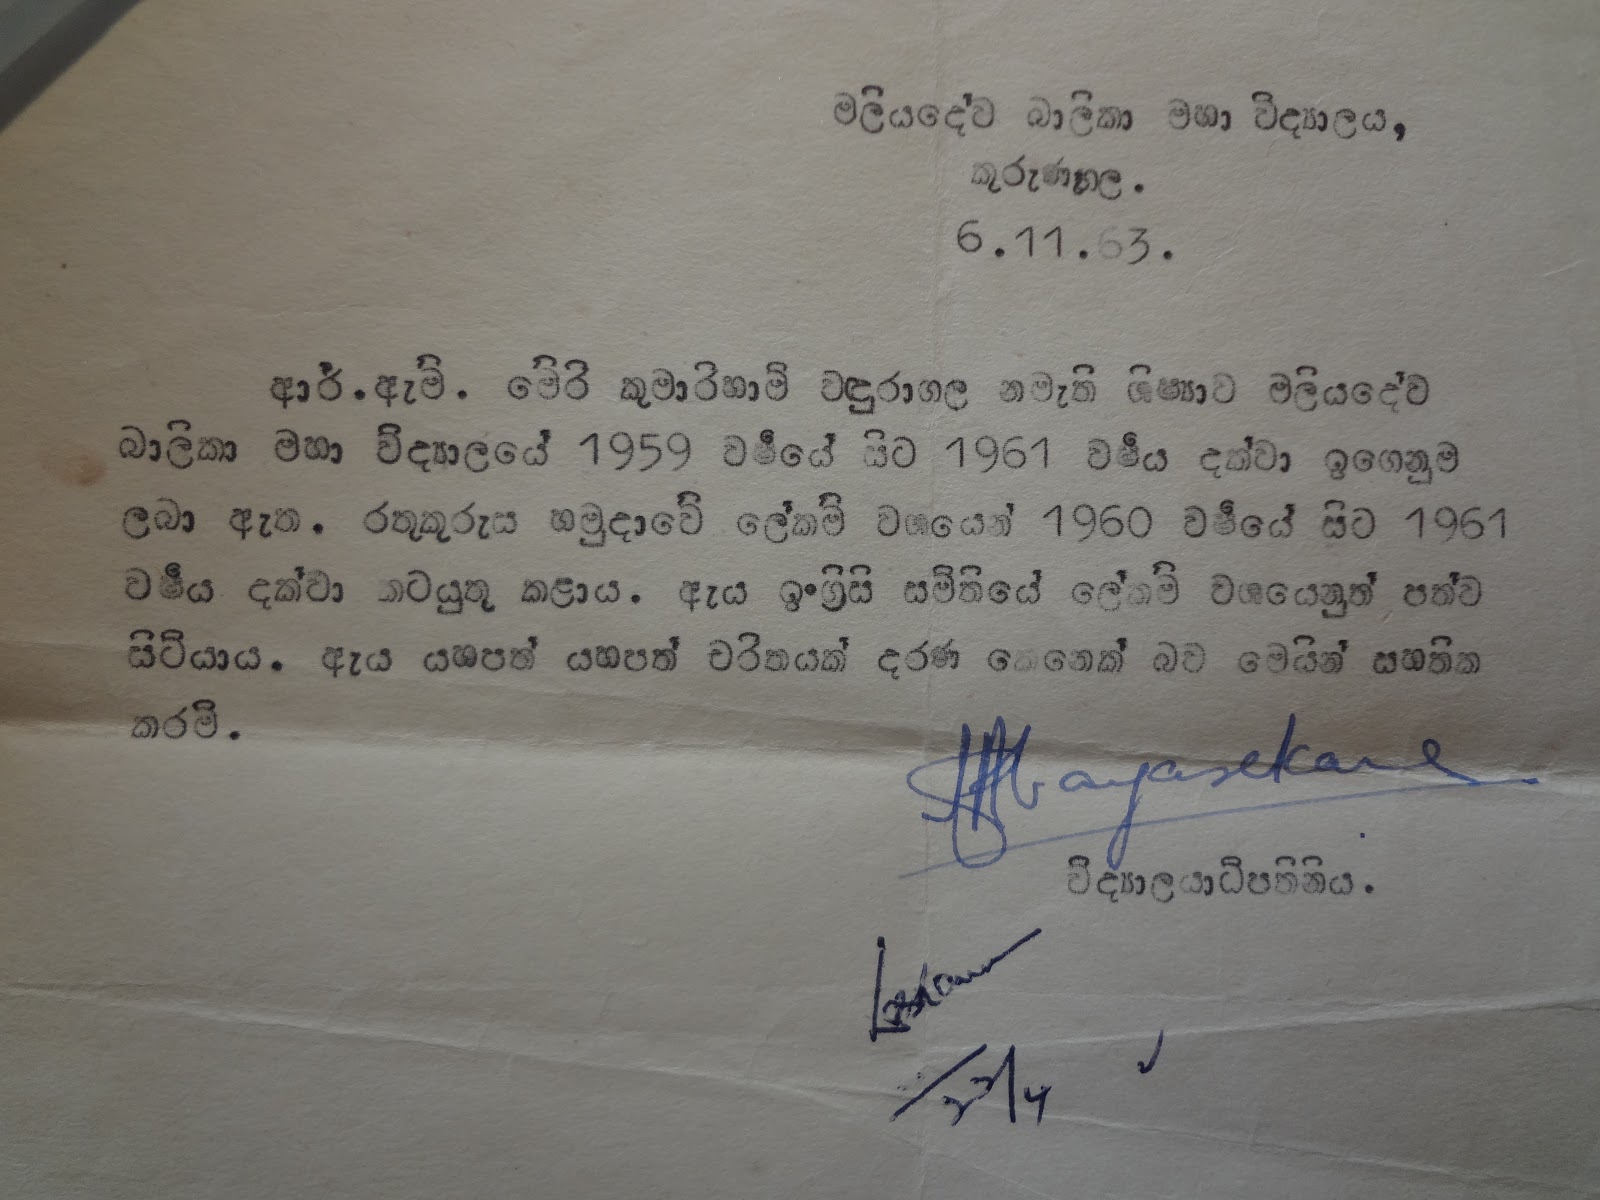 මලියදේව බාලිකා මහා විද්‍යාලය,
කුරුණෑගල.
6.11.63.
ආර්.ඇම්. මේරි කුමාරිහාමි වඳුරාගල නමැති ශිෂ්‍යාව මලියදේව
බාලිකා මහා විද්‍යාලයේ 1959 වර්ෂයේ සිට 1961 වර්ෂය දක්වා ඉගෙනුම
ලබා ඇත. රතුකුරුස හමුදාවේ ලේකම් වශයෙන් 1960 වර්ෂයේ සිට 1961
වර්ෂය දක්වා කටයුතු කළාය. ඇය ඉංග්‍රිසි සමිතියේ ලේකම් වශයෙනුත් පත්ව
සිටියාය. ඇය යහපත් යහපත් චරිතයක් දරණ කෙනෙක් බව මෙයින් සහතික
කරමි.
විද්‍යාලයාධිපතිනිය.